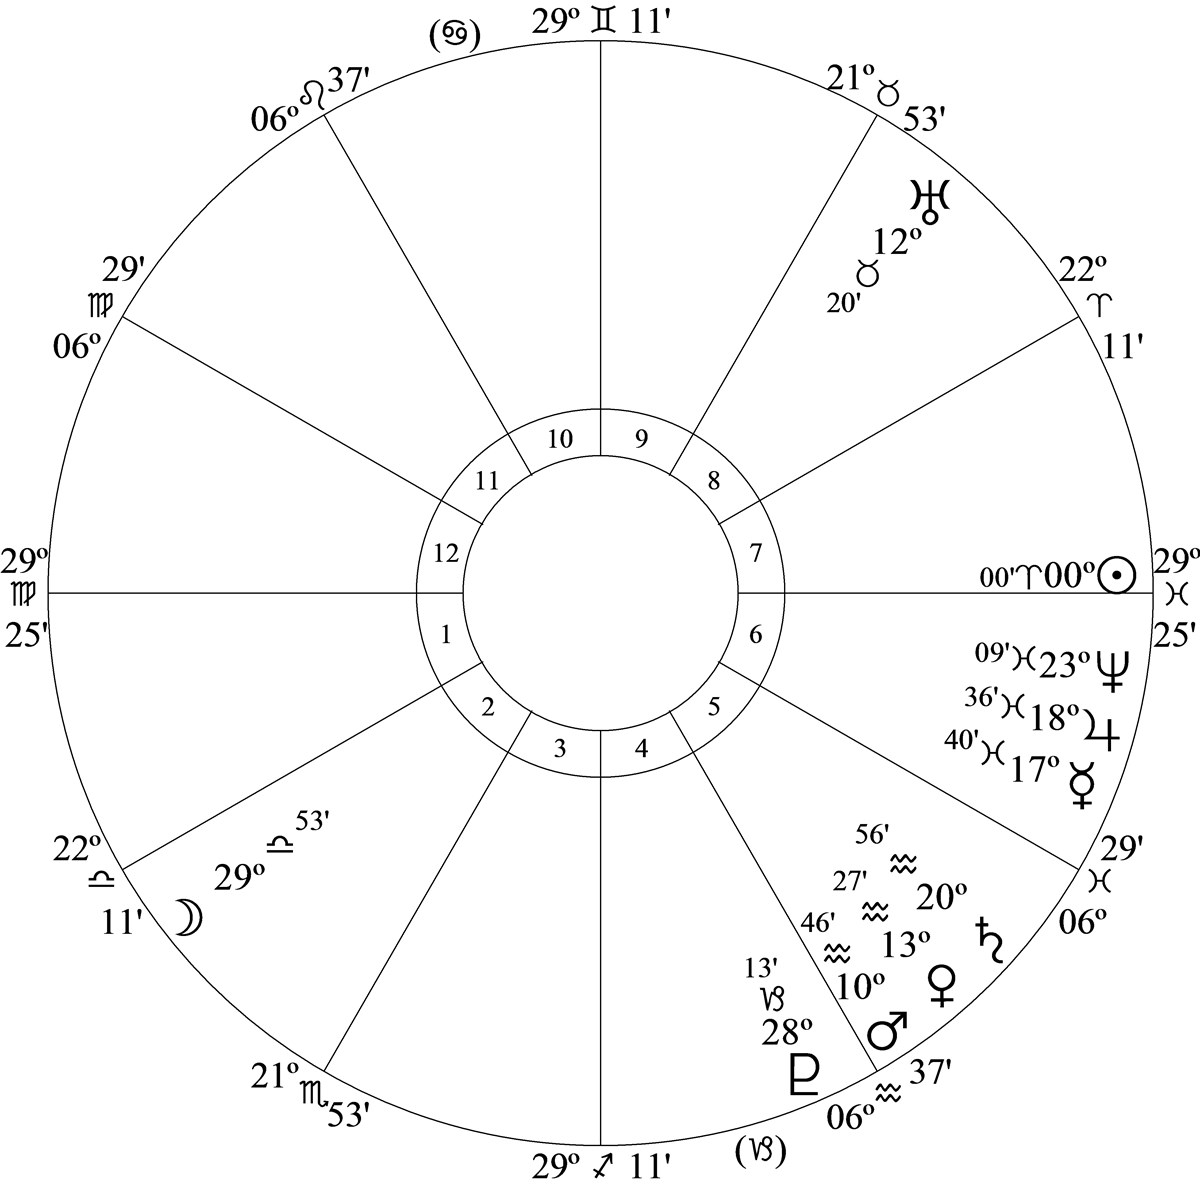 (♋) 29º ♊ 11'
06º ♌ 37'
21º ♉ 53'
♅
12º
♉
20'
29'
♍
06º
22º
♈
11'
10 9
11 8
12 7
1 6
2 5
3 4
29º
♍
25'
00' ♈ 00º ☉
29º
♓
25'
09' ♓ 23º ♆
36' ♓ 18º ♃
40' ♓ 17º ☿
22º
♎
11'
53'
♎
29º
☽
56'
♒
20º
♄
27'
♒
13º
♀
46'
♒
10º
♂
29'
♓
06º
13'
♑
28º
♇
21º ♏ 53'
06º ♒ 37'
29º ♐ 11' (♑)